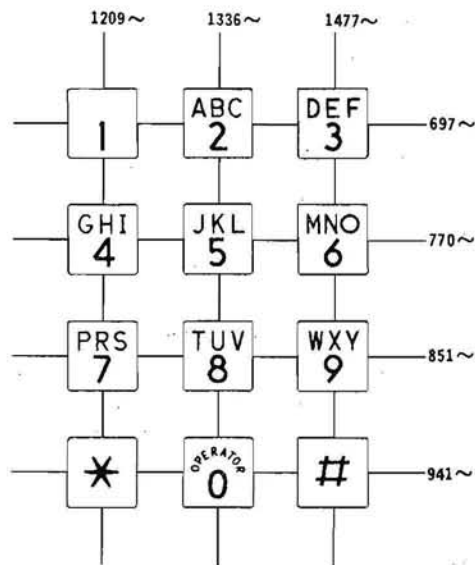 1209~ 1336~ 1477~
1 ABC 2 DEF 3 697~
GHI 4 JKL 5 MNO 6 770~
PRS 7 TUV 8 WXY 9 851~
* OPERATOR 0 # 941~